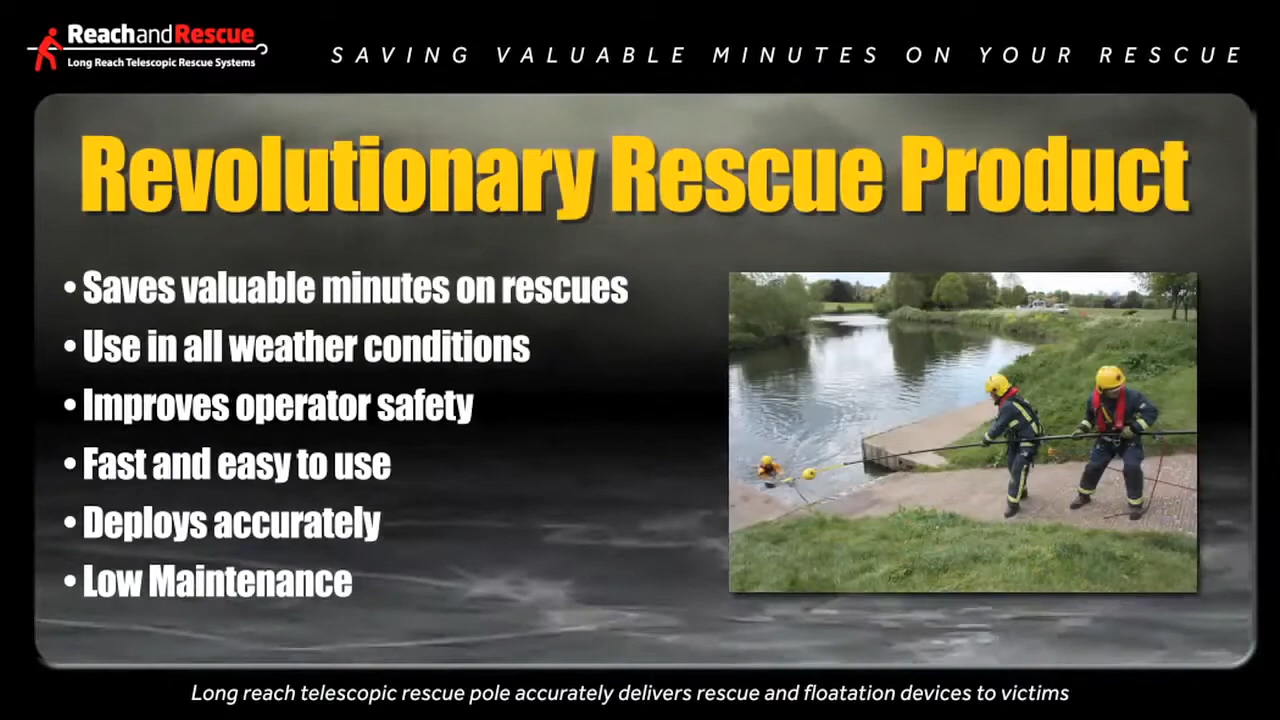 ReachandRescue
Long Reach Telescopic Rescue Systems
SAVING VALUABLE MINUTES ON YOUR RESCUE
Revolutionary Rescue Product
• Saves valuable minutes on rescues
• Use in all weather conditions
• Improves operator safety
• Fast and easy to use
• Deploys accurately
• Low Maintenance
Long reach telescopic rescue pole accurately delivers rescue and floatation devices to victims